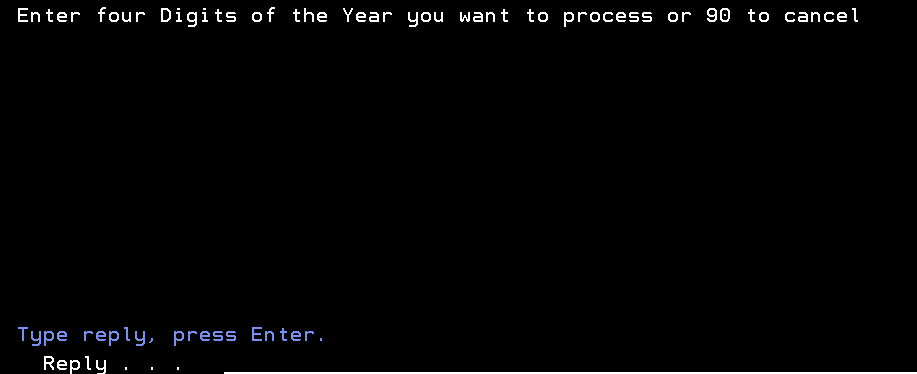 Enter four Digits of the Year you want to process or 90 to cancel
Type reply, press Enter.
Reply . . .